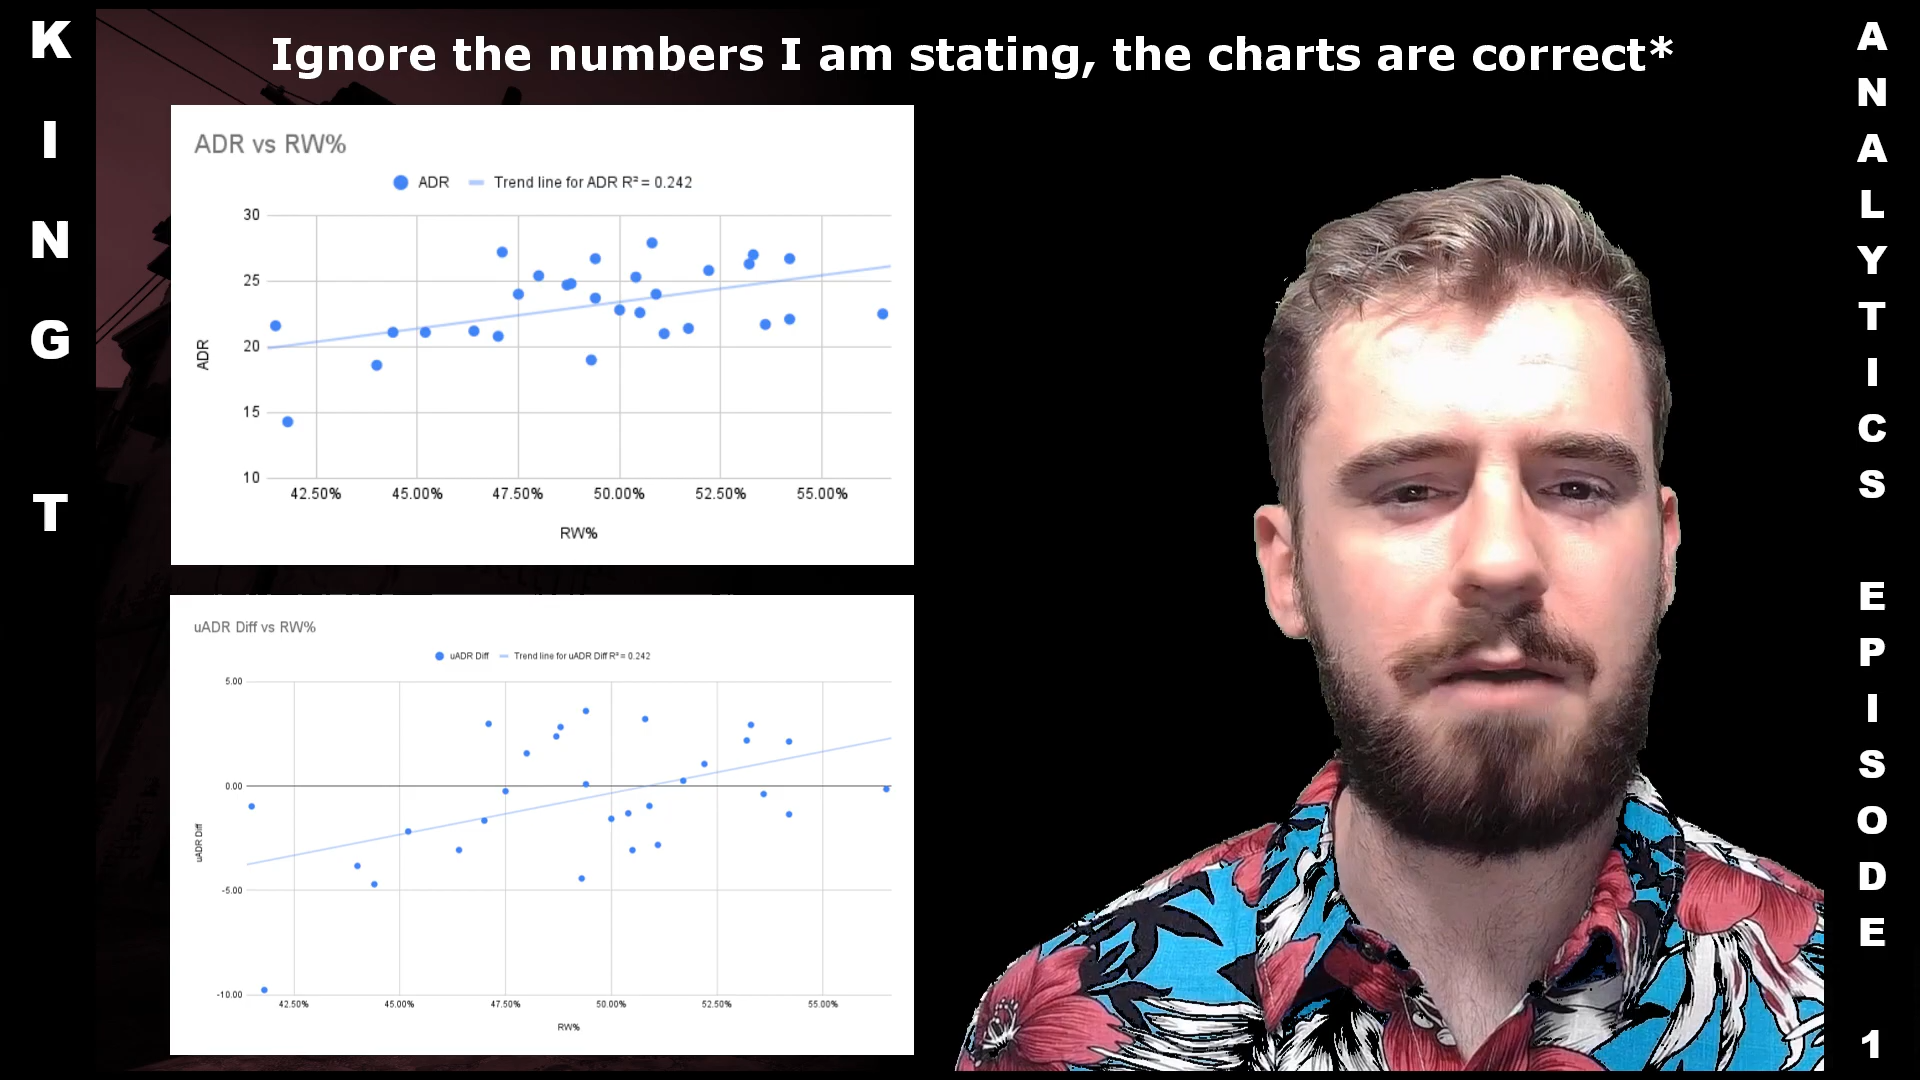 KING T
Ignore the numbers I am stating, the charts are correct*
ADR vs RW%
ADR Trend line for ADR R² = 0.242
30
25
20
15
10
ADR
42.50% 45.00% 47.50% 50.00% 52.50% 55.00%
RW%
uADR Diff vs RW%
uADR Diff Trend line for uADR Diff R² = 0.242
5.00
0.00
-5.00
-10.00
uADR Diff
42.50% 45.00% 47.50% 50.00% 52.50% 55.00%
RW%
ANALYTICS EPISODE 1